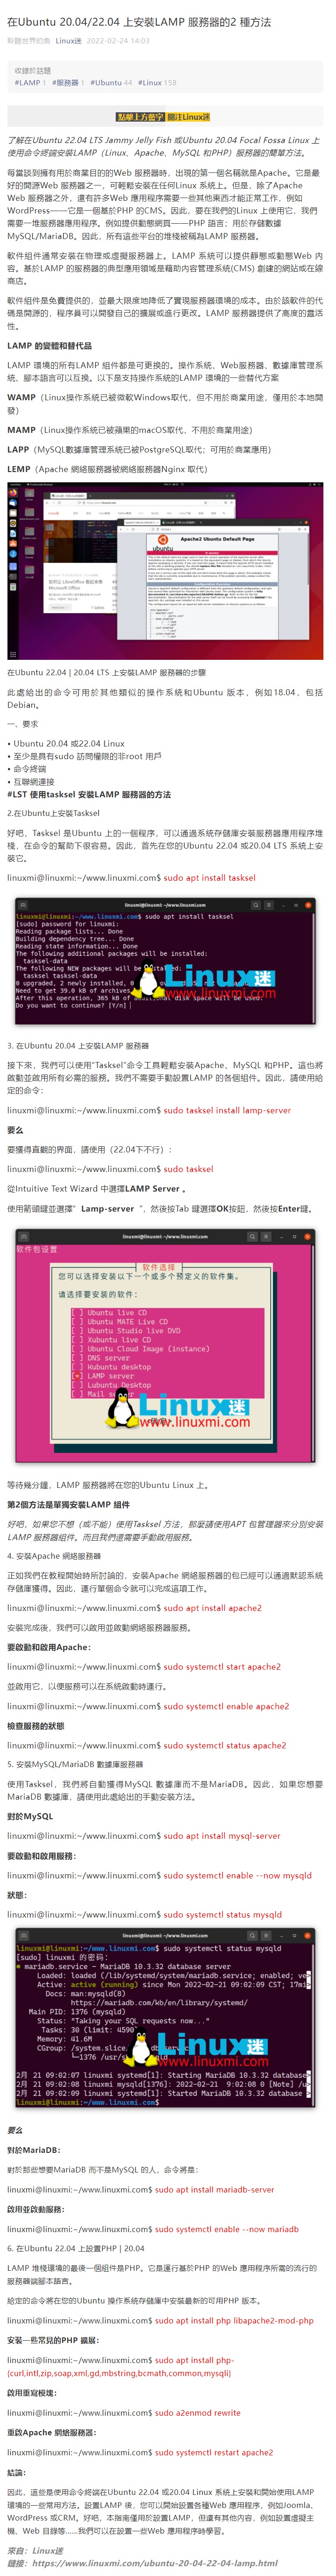 在Ubuntu 20.04/22.04 上安裝LAMP 服務器的2 種方法
聆聽世界的魚 Linux迷 2022-02-24 14:03
收錄於話題
#LAMP 1 #服務器 1 #Ubuntu 44 #Linux 158
點擊上方藍字 關注Linux迷
了解在Ubuntu 22.04 LTS Jammy Jelly Fish 或Ubuntu 20.04 Focal Fossa Linux 上
使用命令終端安裝LAMP（Linux、Apache、MySQL 和PHP）服務器的簡單方法。
每當談到擁有用於商業目的的Web 服務器時，出現的第一個名稱就是Apache。它是最
好的開源Web 服務器之一，可輕鬆安裝在任何Linux 系統上。但是，除了Apache
Web 服務器之外，還有許多Web 應用程序需要一些其他東西才能正常工作，例如
WordPress——它是一個基於PHP 的CMS。因此，要在我們的Linux 上使用它，我們
需要一堆服務器應用程序。例如提供動態網頁——PHP 語言；用於存儲數據
MySQL/MariaDB。因此，所有這些平台的堆棧被稱為LAMP 服務器。
軟件組件通常安裝在物理或虛擬服務器上。LAMP 系統可以提供靜態或動態Web 內
容。基於LAMP 的服務器的典型應用領域是藉助內容管理系統(CMS) 創建的網站或在線
商店。
軟件組件是免費提供的，並最大限度地降低了實現服務器環境的成本。由於該軟件的代
碼是開源的，程序員可以開發自己的擴展或進行更改。LAMP 服務器提供了高度的靈活
性。
LAMP 的變體和替代品
LAMP 環境的所有LAMP 組件都是可更換的。操作系統、Web服務器、數據庫管理系
統、腳本語言可以互換。以下是支持操作系統的LAMP 環境的一些替代方案
WAMP（Linux操作系統已被微軟Windows取代，但不用於商業用途，僅用於本地開
發）
MAMP（Linux操作系統已被蘋果的macOS取代，不用於商業用途）
LAPP（MySQL數據庫管理系統已被PostgreSQL取代；可用於商業應用）
LEMP（Apache 網絡服務器被網絡服務器Nginx 取代）
Apache2 Ubuntu Default Page
ubuntu
在Ubuntu 22.04 | 20.04 LTS 上安裝LAMP 服務器的步驟
此處給出的命令可用於其他類似的操作系統和Ubuntu 版本，例如18.04，包括
Debian。
一、要求
• Ubuntu 20.04 或22.04 Linux
• 至少是具有sudo 訪問權限的非root 用戶
• 命令終端
• 互聯網連接
#LST 使用tasksel 安裝LAMP 服務器的方法
2.在Ubuntu上安裝Tasksel
好吧，Tasksel 是Ubuntu 上的一個程序，可以通過系統存儲庫安裝服務器應用程序堆
棧，在命令的幫助下很容易。因此，首先在您的Ubuntu 22.04 或20.04 LTS 系統上安
裝它。
linuxmi@linuxmi:~/www.linuxmi.com$ sudo apt install tasksel
linuxmi@linuxmi:~/www.linuxmi.com
linuxmi@linuxmi:~/www.linuxmi.com$ sudo apt install tasksel
[sudo] password for linuxmi:
Reading package lists... Done
Building dependency tree... Done
Reading state information... Done
The following additional packages will be installed:
tasksel-data
The following NEW packages will be installed:
tasksel tasksel-data
0 upgraded, 2 newly installed, 0
Need to get 39.0 kB of archives
After this operation, 365 kB of
Do you want to continue? [Y/n]
Linux迷
www.linuxmi.com
3. 在Ubuntu 20.04 上安裝LAMP 服務器
接下來，我們可以使用“Tasksel”命令工具輕鬆安裝Apache、MySQL 和PHP。這也將
啟動並啟用所有必需的服務。我們不需要手動設置LAMP 的各個組件。因此，請使用給
定的命令：
linuxmi@linuxmi:~/www.linuxmi.com$ sudo tasksel install lamp-server
要么
要獲得直觀的界面，請使用（22.04下不行）：
linuxmi@linuxmi:~/www.linuxmi.com$ sudo tasksel
從Intuitive Text Wizard 中選擇LAMP Server 。
使用箭頭鍵並選擇“ Lamp-server ”，然後按Tab 鍵選擇OK按鈕，然後按Enter鍵。
linuxmi@linuxmi:~/www.linuxmi.com
软件包设置
软件选择
您可以选择安装以下一个或多个预定义的软件集。
请选择要安装的软件：
[ ] Ubuntu live CD
[ ] Ubuntu MATE Live CD
[ ] Ubuntu Studio live DVD
[ ] Xubuntu live CD
[ ] Ubuntu Cloud Image (instance)
[ ] DNS server
[ ] Kubuntu desktop
[*] LAMP server
[ ] Lubuntu Desktop
[ ] Mail server
Linux迷
www.linuxmi.com
等待幾分鐘，LAMP 服務器將在您的Ubuntu Linux 上。
第2個方法是單獨安裝LAMP 組件
好吧，如果您不想（或不能）使用Tasksel 方法，那麼請使用APT 包管理器來分別安裝
LAMP 服務器組件。而且我們還需要手動啟用服務。
4. 安裝Apache 網絡服務器
正如我們在教程開始時所討論的，安裝Apache 網絡服務器的包已經可以通過默認系統
存儲庫獲得。因此，運行單個命令就可以完成這項工作。
linuxmi@linuxmi:~/www.linuxmi.com$ sudo apt install apache2
安裝完成後，我們可以啟用並啟動網絡服務器服務。
要啟動和啟用Apache：
linuxmi@linuxmi:~/www.linuxmi.com$ sudo systemctl start apache2
並啟用它，以便服務可以在系統啟動時運行。
linuxmi@linuxmi:~/www.linuxmi.com$ sudo systemctl enable apache2
檢查服務的狀態
linuxmi@linuxmi:~/www.linuxmi.com$ sudo systemctl status apache2
5. 安裝MySQL/MariaDB 數據庫服務器
使用Tasksel，我們將自動獲得MySQL 數據庫而不是MariaDB。因此，如果您想要
MariaDB 數據庫，請使用此處給出的手動安裝方法。
對於MySQL
linuxmi@linuxmi:~/www.linuxmi.com$ sudo apt install mysql-server
要啟動和啟用服務：
linuxmi@linuxmi:~/www.linuxmi.com$ sudo systemctl enable --now mysqld
狀態：
linuxmi@linuxmi:~/www.linuxmi.com$ sudo systemctl status mysqld
linuxmi@linuxmi:~/www.linuxmi.com
linuxmi@linuxmi:~/www.linuxmi.com$ sudo systemctl status mysqld
[sudo] linuxmi 的密码：
● mariadb.service - MariaDB 10.3.32 database server
Loaded: loaded (/lib/systemd/system/mariadb.service; enabled; ve>
Active: active (running) since Mon 2022-02-21 09:02:09 CST; 17mi>
Docs: man:mysqld(8)
https://mariadb.com/kb/en/library/systemd/
Main PID: 1376 (mysqld)
Status: "Taking your SQL requests now..."
Tasks: 30 (limit: 4590)
Memory: 41.6M
CGroup: /system.slice/mariadb.service
└─1376 /usr/sbin/mysqld
Linux迷
www.linuxmi.com
2月 21 09:02:07 linuxmi systemd[1]: Starting MariaDB 10.3.32 databas>
2月 21 09:02:08 linuxmi mysqld[1376]: 2022-02-21 9:02:08 0 [Note] /u>
2月 21 09:02:09 linuxmi systemd[1]: Started MariaDB 10.3.32 database
linuxmi@linuxmi:~/www.linuxmi.com$
要么
對於MariaDB：
對於那些想要MariaDB 而不是MySQL 的人，命令將是：
linuxmi@linuxmi:~/www.linuxmi.com$ sudo apt install mariadb-server
啟用並啟動服務：
linuxmi@linuxmi:~/www.linuxmi.com$ sudo systemctl enable --now mariadb
6. 在Ubuntu 22.04 上設置PHP | 20.04
LAMP 堆棧環境的最後一個組件是PHP。它是運行基於PHP 的Web 應用程序所需的流行的
服務器端腳本語言。
給定的命令將在您的Ubuntu 操作系統存儲庫中安裝最新的可用PHP 版本。
linuxmi@linuxmi:~/www.linuxmi.com$ sudo apt install php libapache2-mod-php
安裝一些常見的PHP 擴展：
linuxmi@linuxmi:~/www.linuxmi.com$ sudo apt install php-
{curl,intl,zip,soap,xml,gd,mbstring,bcmath,common,mysqli}
啟用重寫模塊：
linuxmi@linuxmi:~/www.linuxmi.com$ sudo a2enmod rewrite
重啟Apache 網絡服務器：
linuxmi@linuxmi:~/www.linuxmi.com$ sudo systemctl restart apache2
結論：
因此，這些是使用命令終端在Ubuntu 22.04 或20.04 Linux 系統上安裝和開始使用LAMP
環境的一些常用方法。設置LAMP 後，您可以開始設置各種Web 應用程序，例如Joomla、
WordPress 或CRM。好吧，本指南僅用於設置LAMP，但還有其他內容，例如設置虛擬主
機、Web 目錄等……我們可以在設置一些Web 應用程序時學習。
來自：Linux迷
鏈接：https://www.linuxmi.com/ubuntu-20-04-22-04-lamp.html